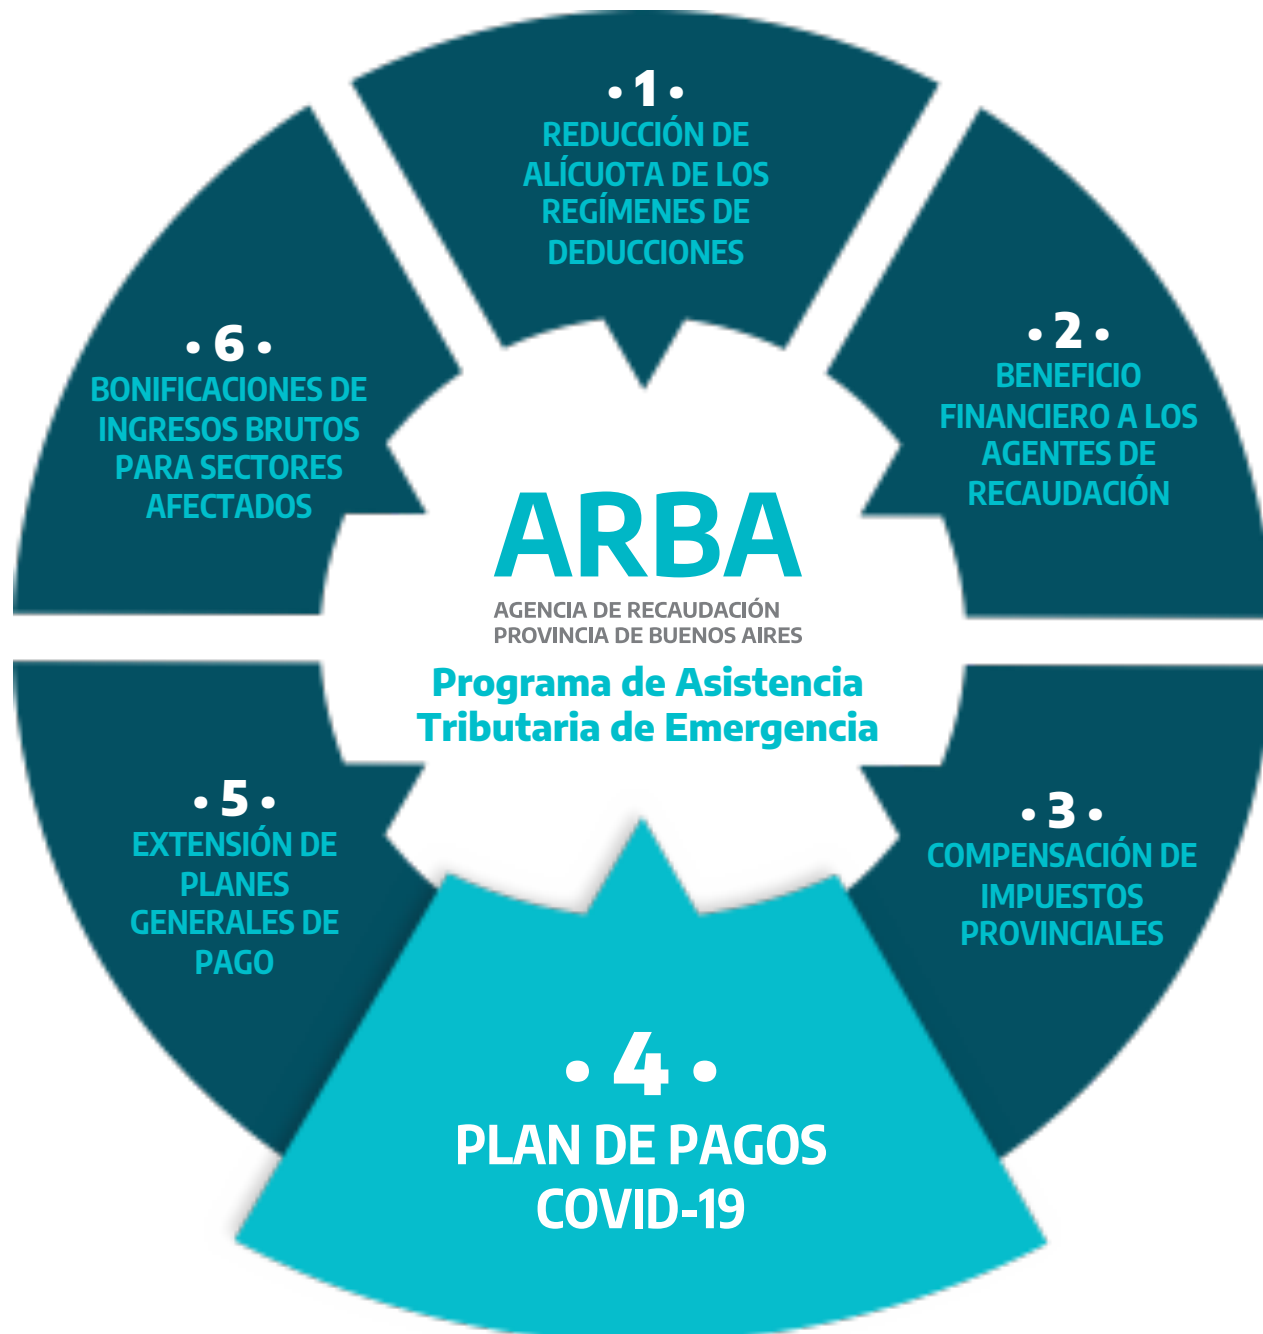 • 1 •
REDUCCIÓN DE
ALÍCUOTA DE LOS
REGÍMENES DE
DEDUCCIONES
• 2 •
BENEFICIO
FINANCIERO A LOS
AGENTES DE
RECAUDACIÓN
• 3 •
COMPENSACIÓN DE
IMPUESTOS
PROVINCIALES
• 4 •
PLAN DE PAGOS
COVID-19
• 5 •
EXTENSIÓN DE
PLANES
GENERALES DE
PAGO
• 6 •
BONIFICACIONES DE
INGRESOS BRUTOS
PARA SECTORES
AFECTADOS
ARBA
AGENCIA DE RECAUDACIÓN
PROVINCIA DE BUENOS AIRES
Programa de Asistencia
Tributaria de Emergencia